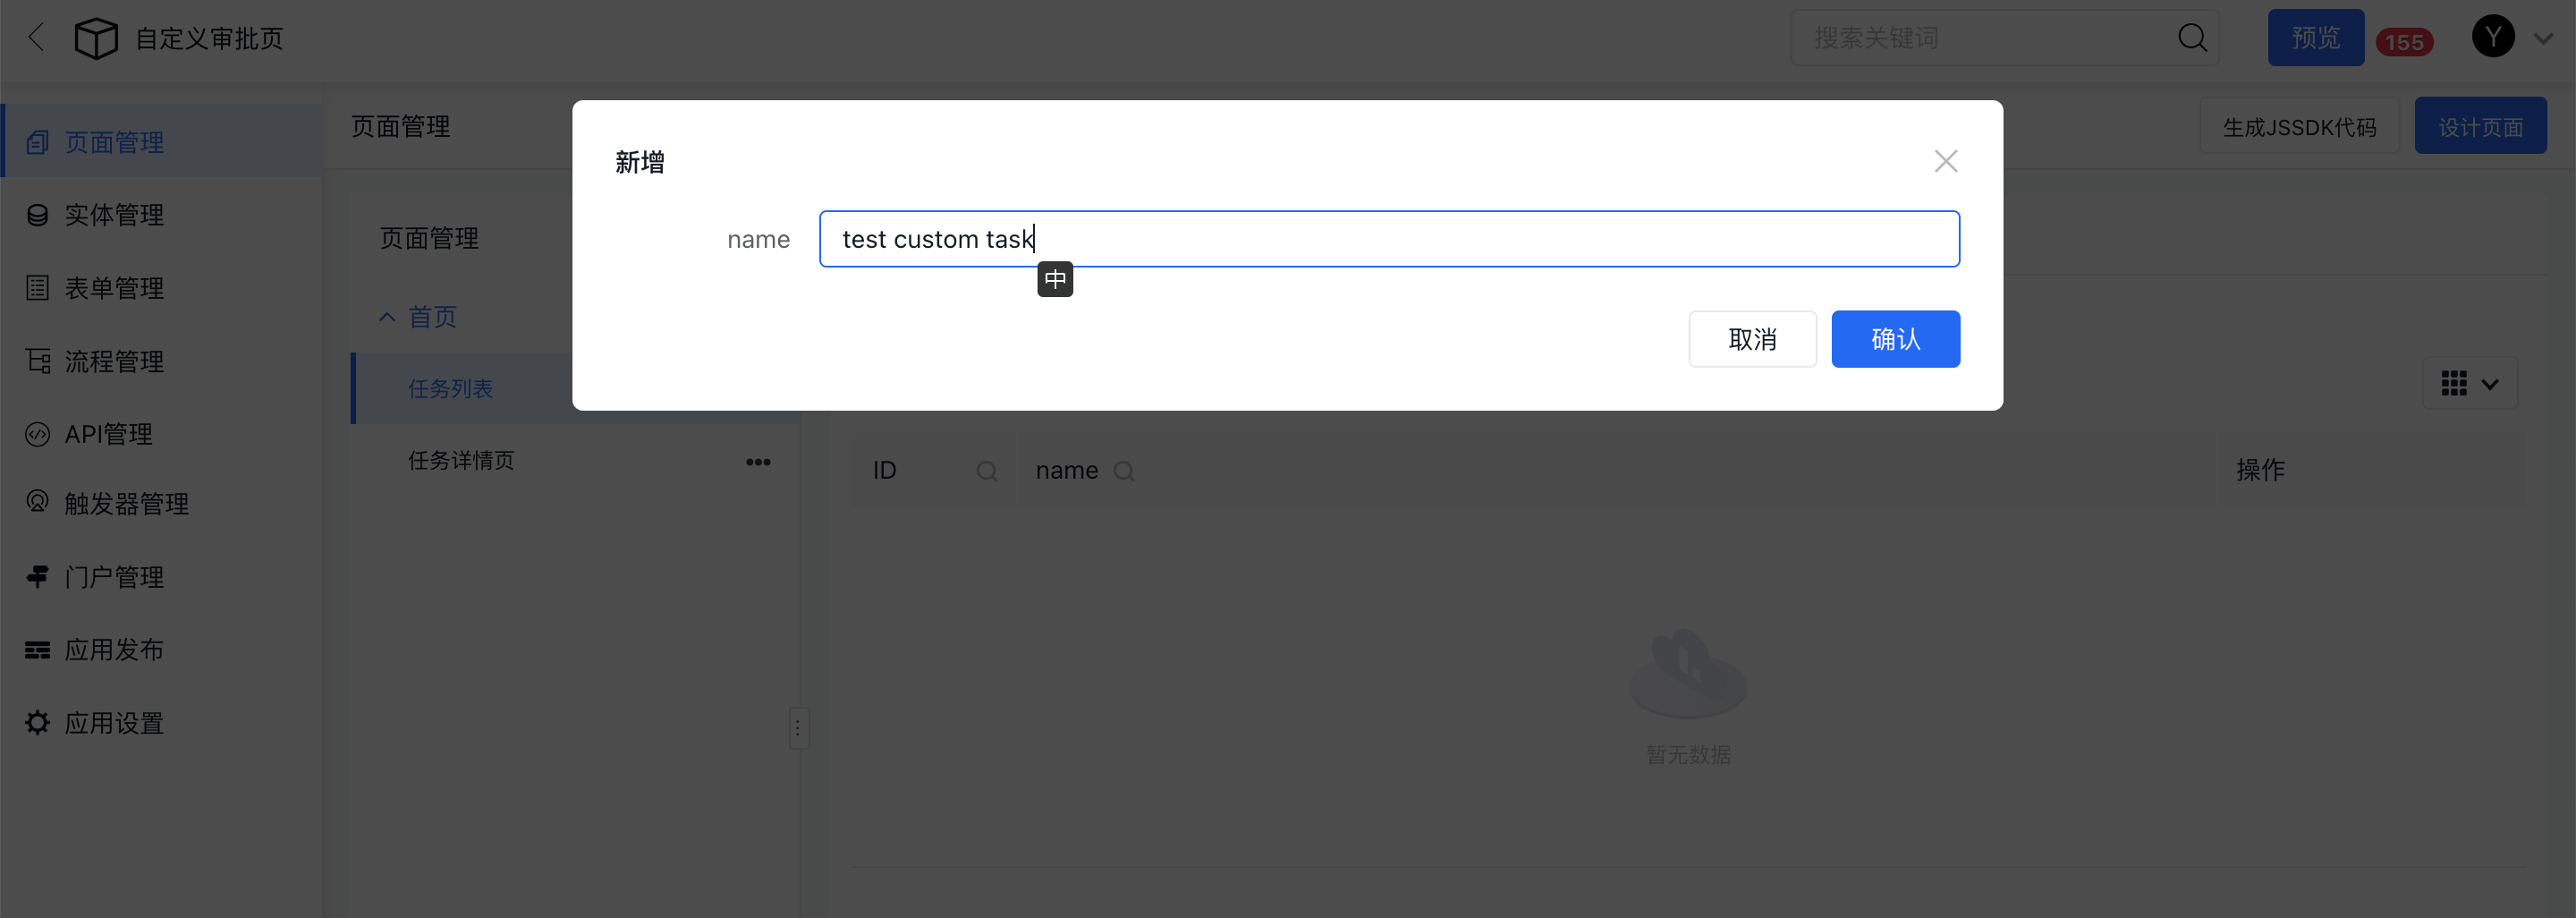 自定义审批页
搜索关键词
预览
155
Y
页面管理
实体管理
表单管理
流程管理
API管理
触发器管理
门户管理
应用发布
应用设置
页面管理
生成JSSDK代码
设计页面
页面管理
首页
任务列表
任务详情页
新增
name
test custom task
中
取消
确认
ID
name
操作
暂无数据